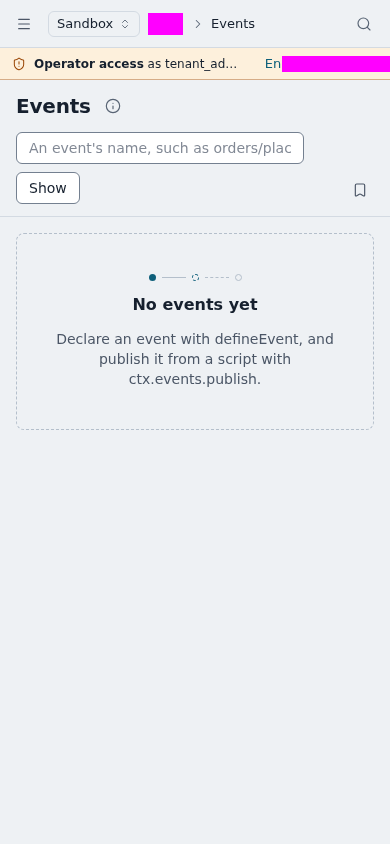 Sandbox
Events
Operator access as tenant_ad... En
Events
An event's name, such as orders/plac
Show
No events yet
Declare an event with defineEvent, and
publish it from a script with
ctx.events.publish.